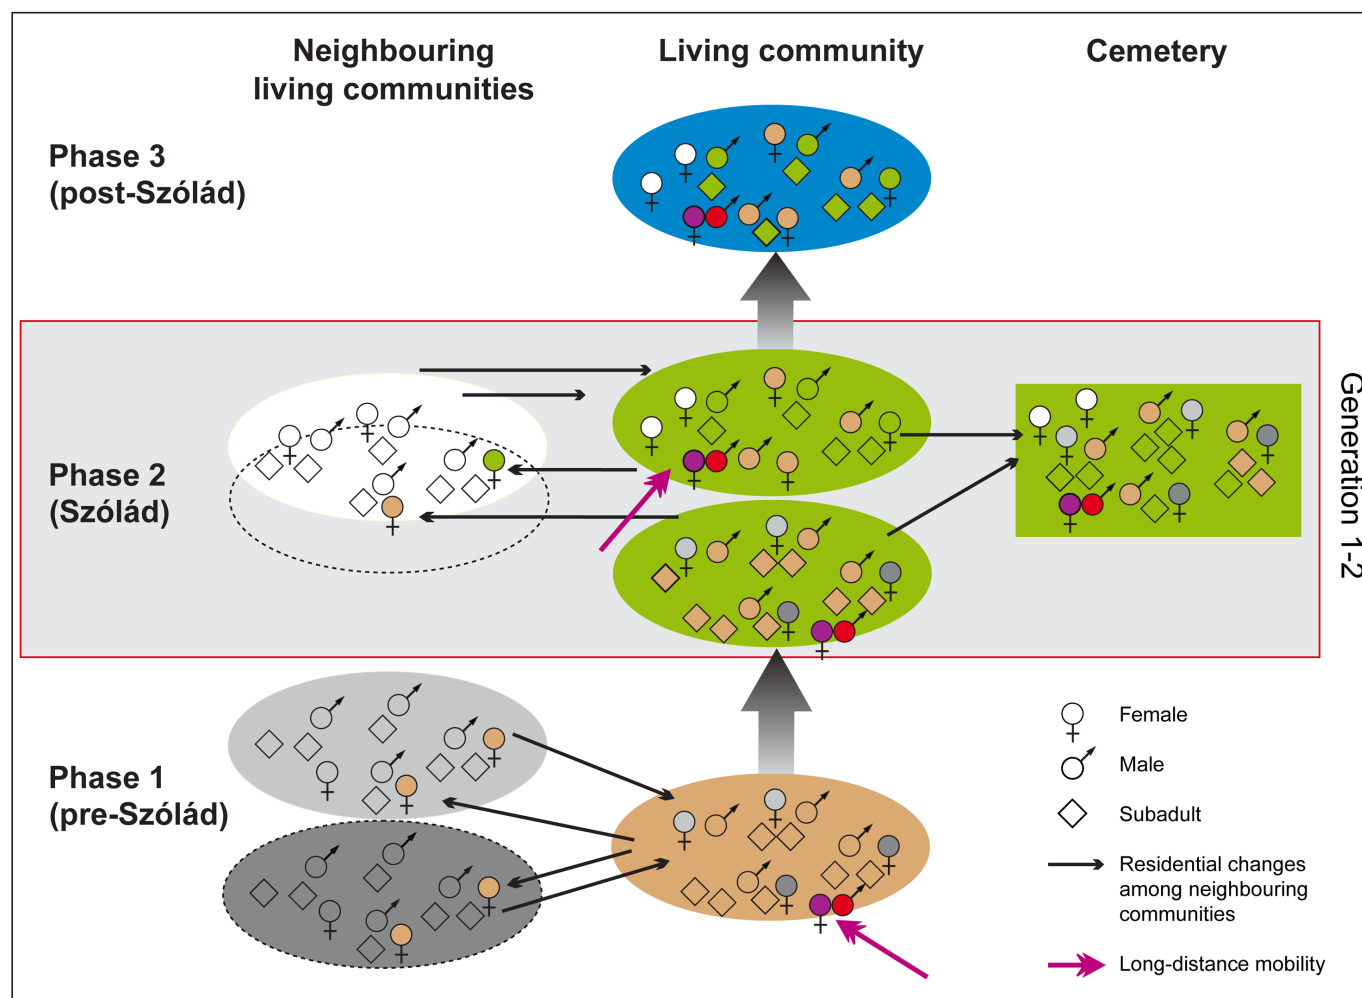 Neighbouring
living communities
Living community
Cemetery
Phase 3
(post-Szólád)
Phase 2
(Szólád)
Generation 1-2
Phase 1
(pre-Szólád)
Female
Male
Subadult
Residential changes
among neighbouring
communities
Long-distance mobility